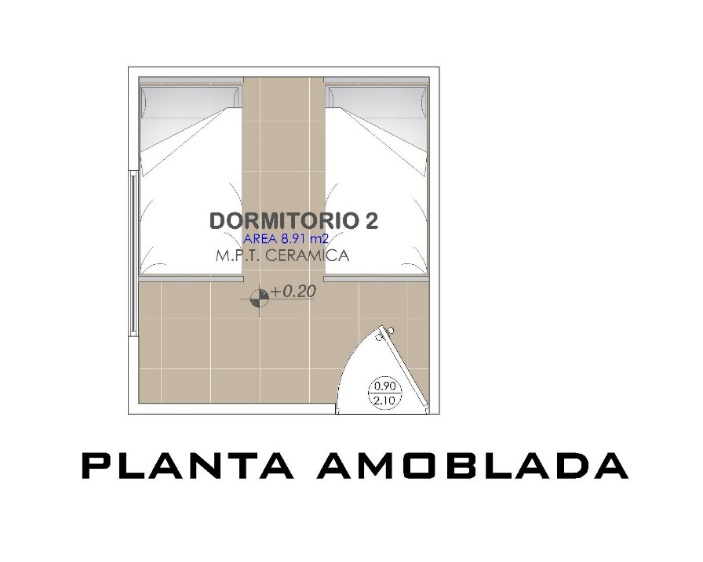 DORMITORIO 2
AREA 8.91 m2
M.P.T. CERAMICA
+0.20
0.90
2.10
PLANTA AMOBLADA